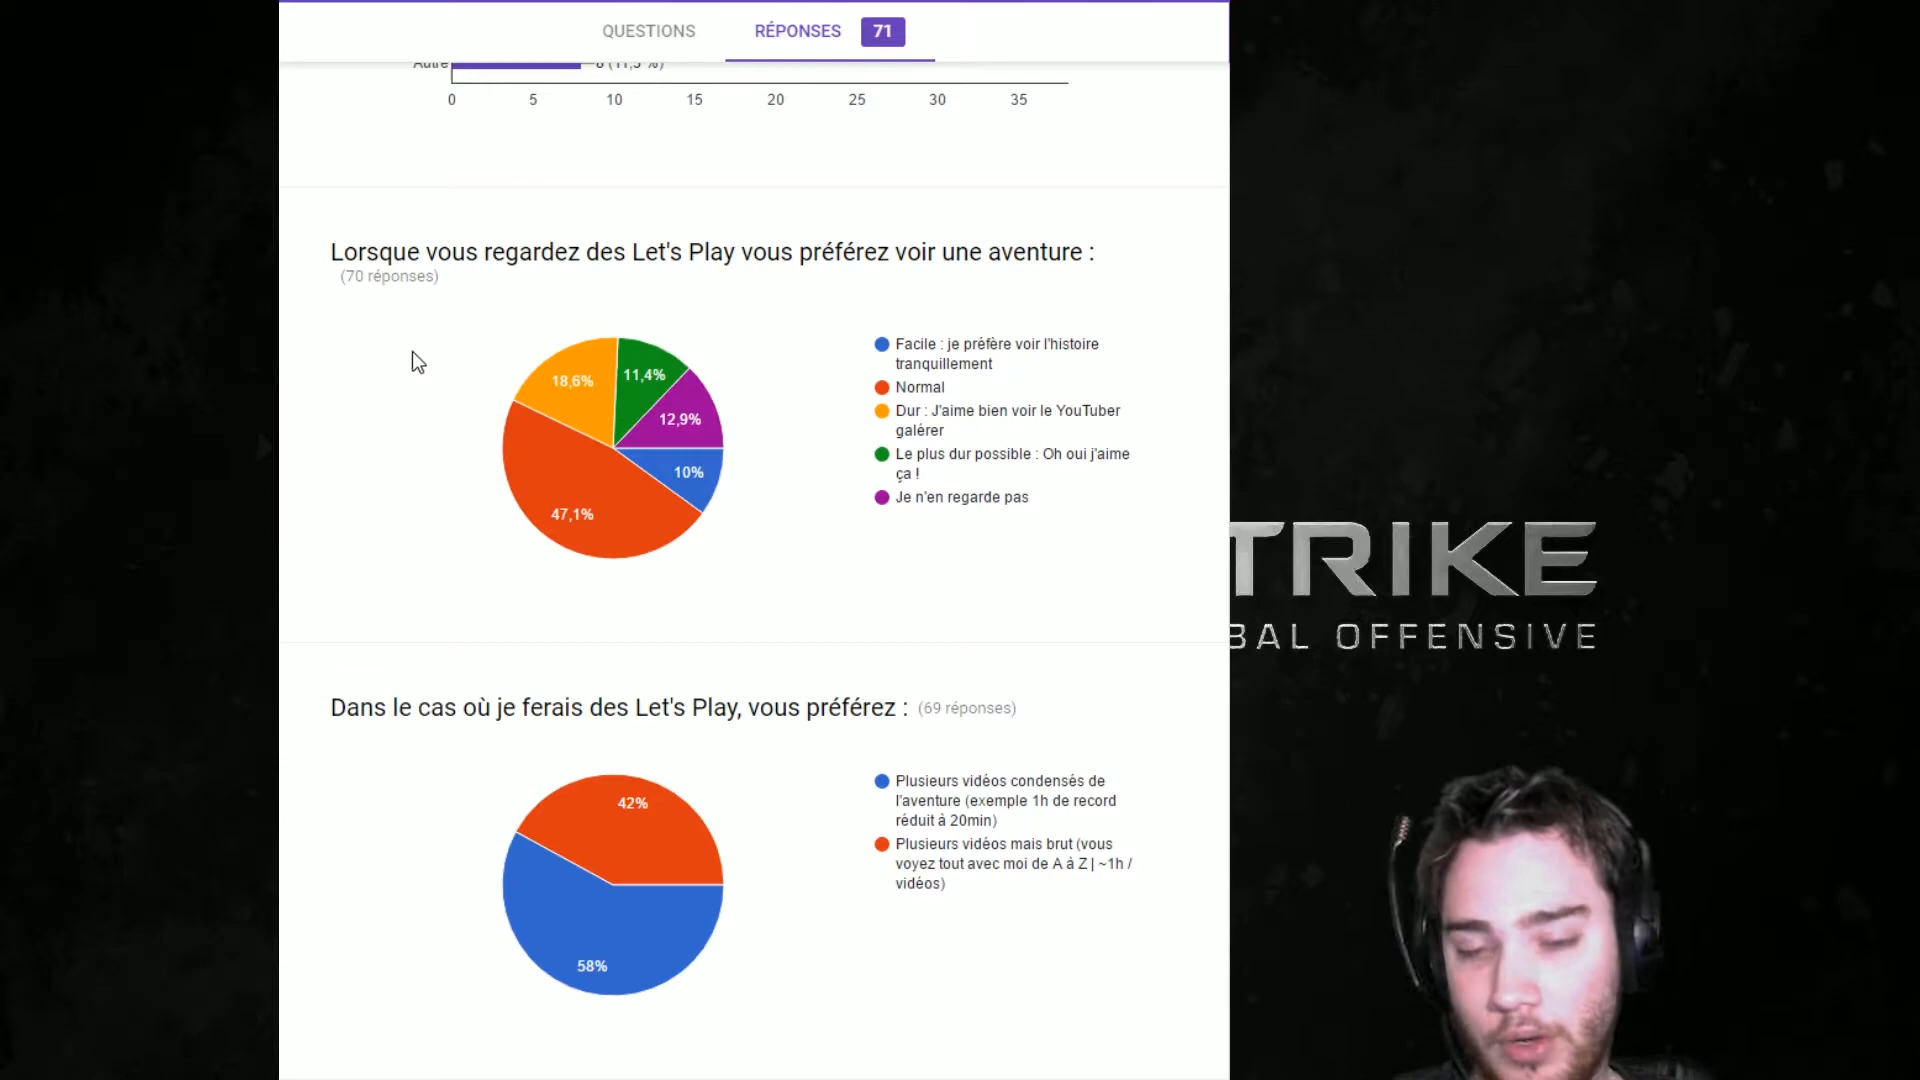 QUESTIONS
RÉPONSES 71
Autre
0 5 10 15 20 25 30 35
Lorsque vous regardez des Let's Play vous préférez voir une aventure :
(70 réponses)
18,6%
11,4%
12,9%
10%
47,1%
Facile : je préfère voir l'histoire
tranquillement
Normal
Dur : J'aime bien voir le YouTuber
galérer
Le plus dur possible : Oh oui j'aime
ça !
Je n'en regarde pas
TRIKE
BAL OFFENSIVE
Dans le cas où je ferais des Let's Play, vous préférez : (69 réponses)
42%
58%
Plusieurs vidéos condensés de
l'aventure (exemple 1h de record
réduit à 20min)
Plusieurs vidéos mais brut (vous
voyez tout avec moi de A à Z | ~1h /
vidéos)